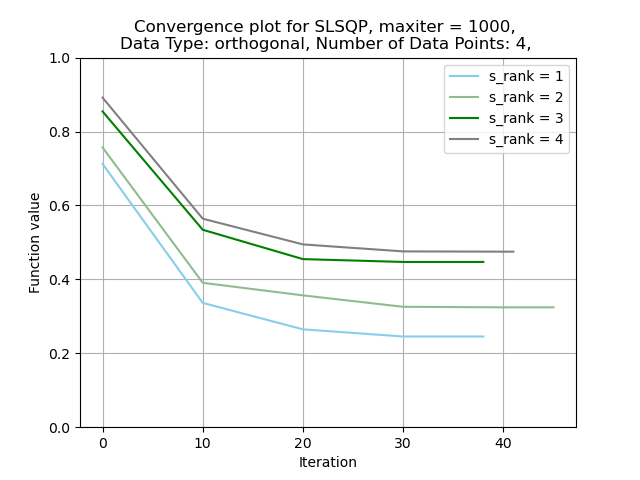 Convergence plot for SLSQP, maxiter = 1000,
Data Type: orthogonal, Number of Data Points: 4,
s_rank = 1
s_rank = 2
s_rank = 3
s_rank = 4
Function value
1.0
0.8
0.6
0.4
0.2
0.0
0 10 20 30 40
Iteration